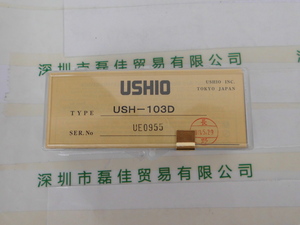 深圳市磊佳贸易有限公司
USHIO
USHIO INC.
TOKYO JAPAN
TYPE USH-103D
SER.No UE0955
深圳市磊佳贸易有限公司